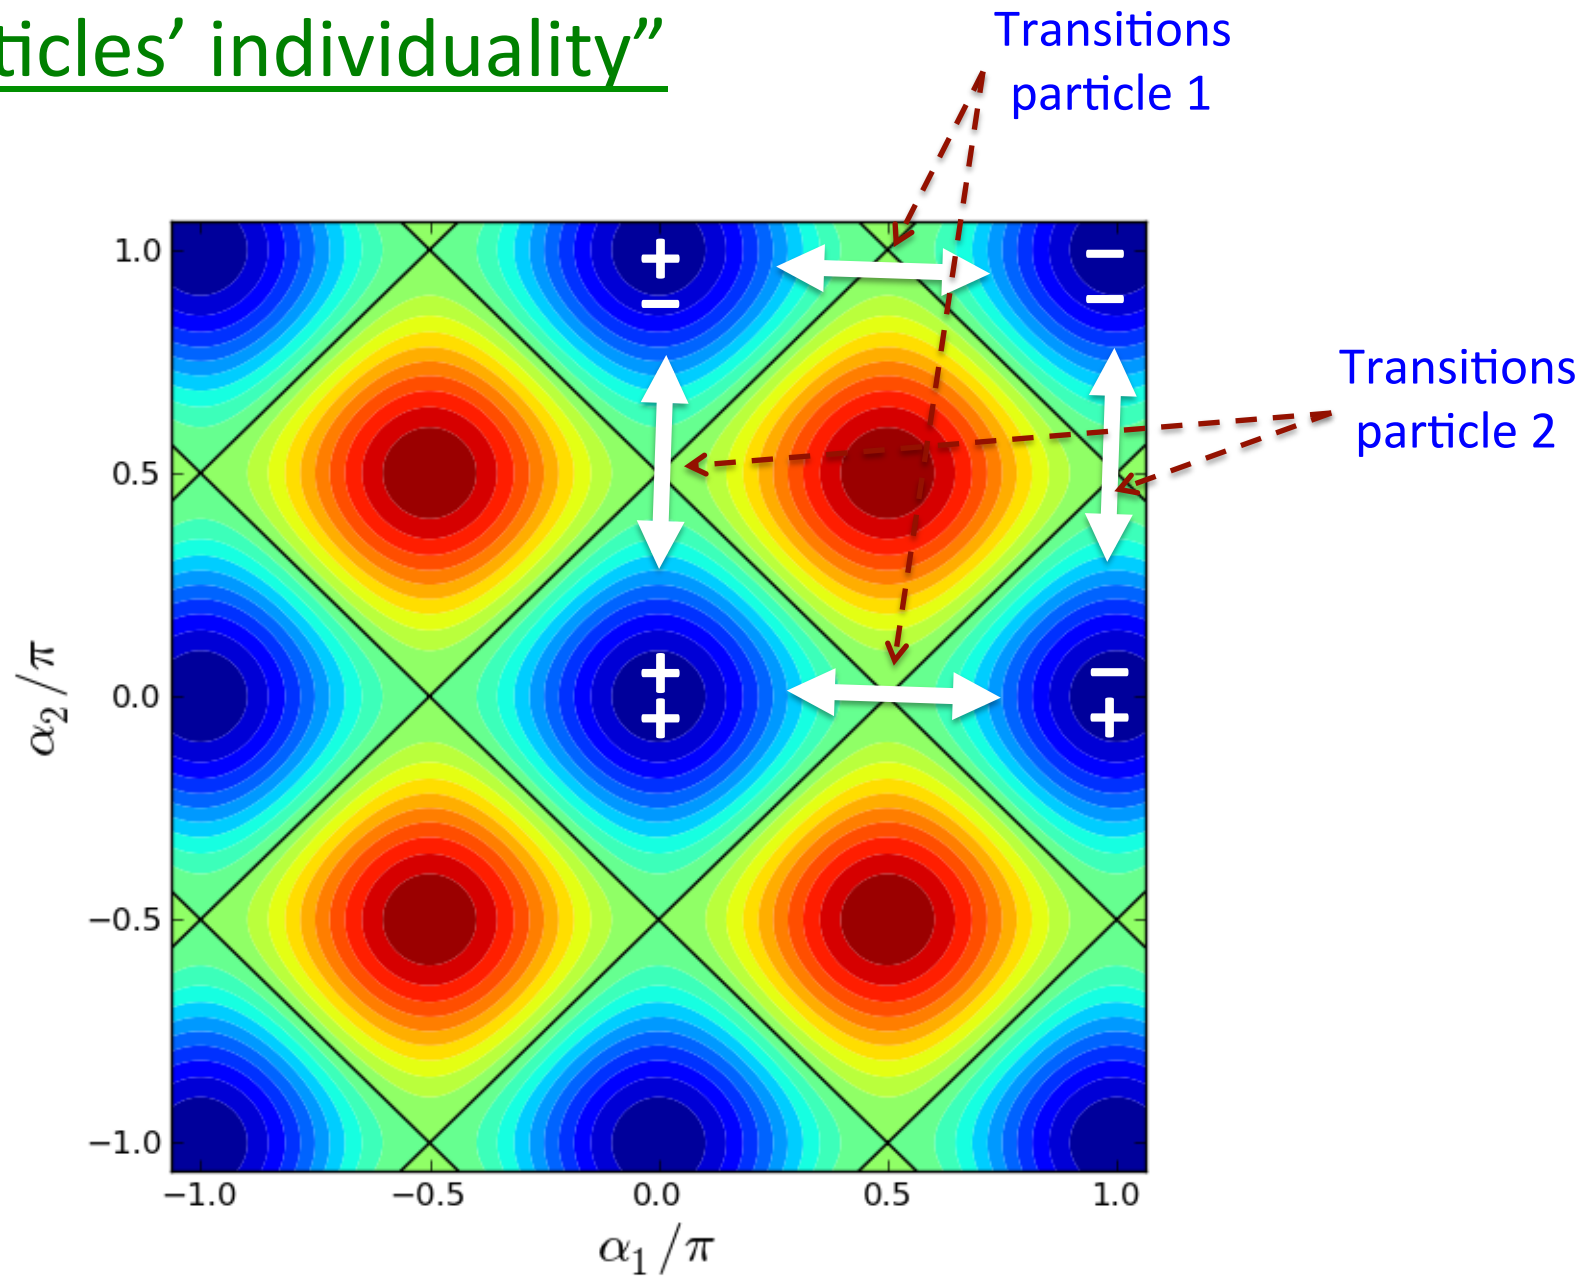 ticles’ individuality”
Transitions
particle 1
Transitions
particle 2
1.0
0.5
0.0
−0.5
−1.0
+
−
−
−
+
+
−
+
−1.0
−0.5
0.0
0.5
1.0
α₂/π
α₁/π